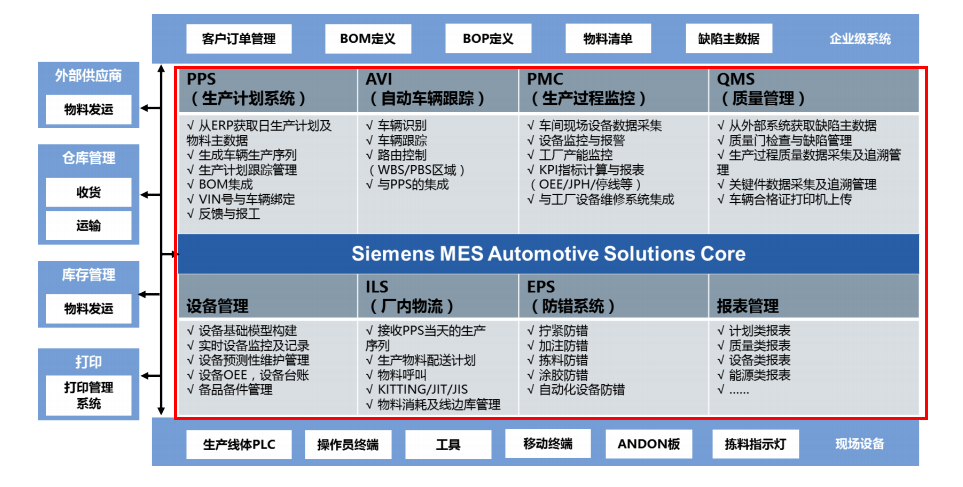 客户订单管理
BOM定义
BOP定义
物料清单
缺陷主数据
企业级系统
外部供应商
物料发运
仓库管理
收货
运输
库存管理
物料发运
打印
打印管理
系统
PPS
（生产计划系统）
√ 从ERP获取日生产计划及
物料主数据
√ 生成车辆生产序列
√ 生产计划跟踪管理
√ BOM集成
√ VIN号与车辆绑定
√ 反馈与报工
AVI
（自动车辆跟踪）
√ 车辆识别
√ 车辆跟踪
√ 路由控制
（WBS/PBS区域）
√ 与PPS的集成
PMC
（生产过程监控）
√ 车间现场设备数据采集
√ 设备监控与报警
√ 工厂产能监控
√ KPI指标计算与报表
（OEE/JPH/停线等）
√ 与工厂设备维修系统集成
QMS
（质量管理）
√ 从外部系统获取缺陷主数据
√ 质量门检查与缺陷管理
√ 生产过程质量数据采集及追溯管
理
√ 关键件数据采集及追溯管理
√ 车辆合格证打印机上传
Siemens MES Automotive Solutions Core
设备管理
√ 设备基础模型构建
√ 实时设备监控及记录
√ 设备预测性维护管理
√ 设备OEE，设备台账
√ 备品备件管理
ILS
（厂内物流）
√ 接收PPS当天的生产
序列
√ 生产物料配送计划
√ 物料呼叫
√ KITTING/JIT/JIS
√ 物料消耗及线边库管理
EPS
（防错系统）
√ 拧紧防错
√ 加注防错
√ 拣料防错
√ 涂胶防错
√ 自动化设备防错
报表管理
√ 计划类报表
√ 质量类报表
√ 设备类报表
√ 能源类报表
√ ......
生产线体PLC
操作员终端
工具
移动终端
ANDON板
拣料指示灯
现场设备